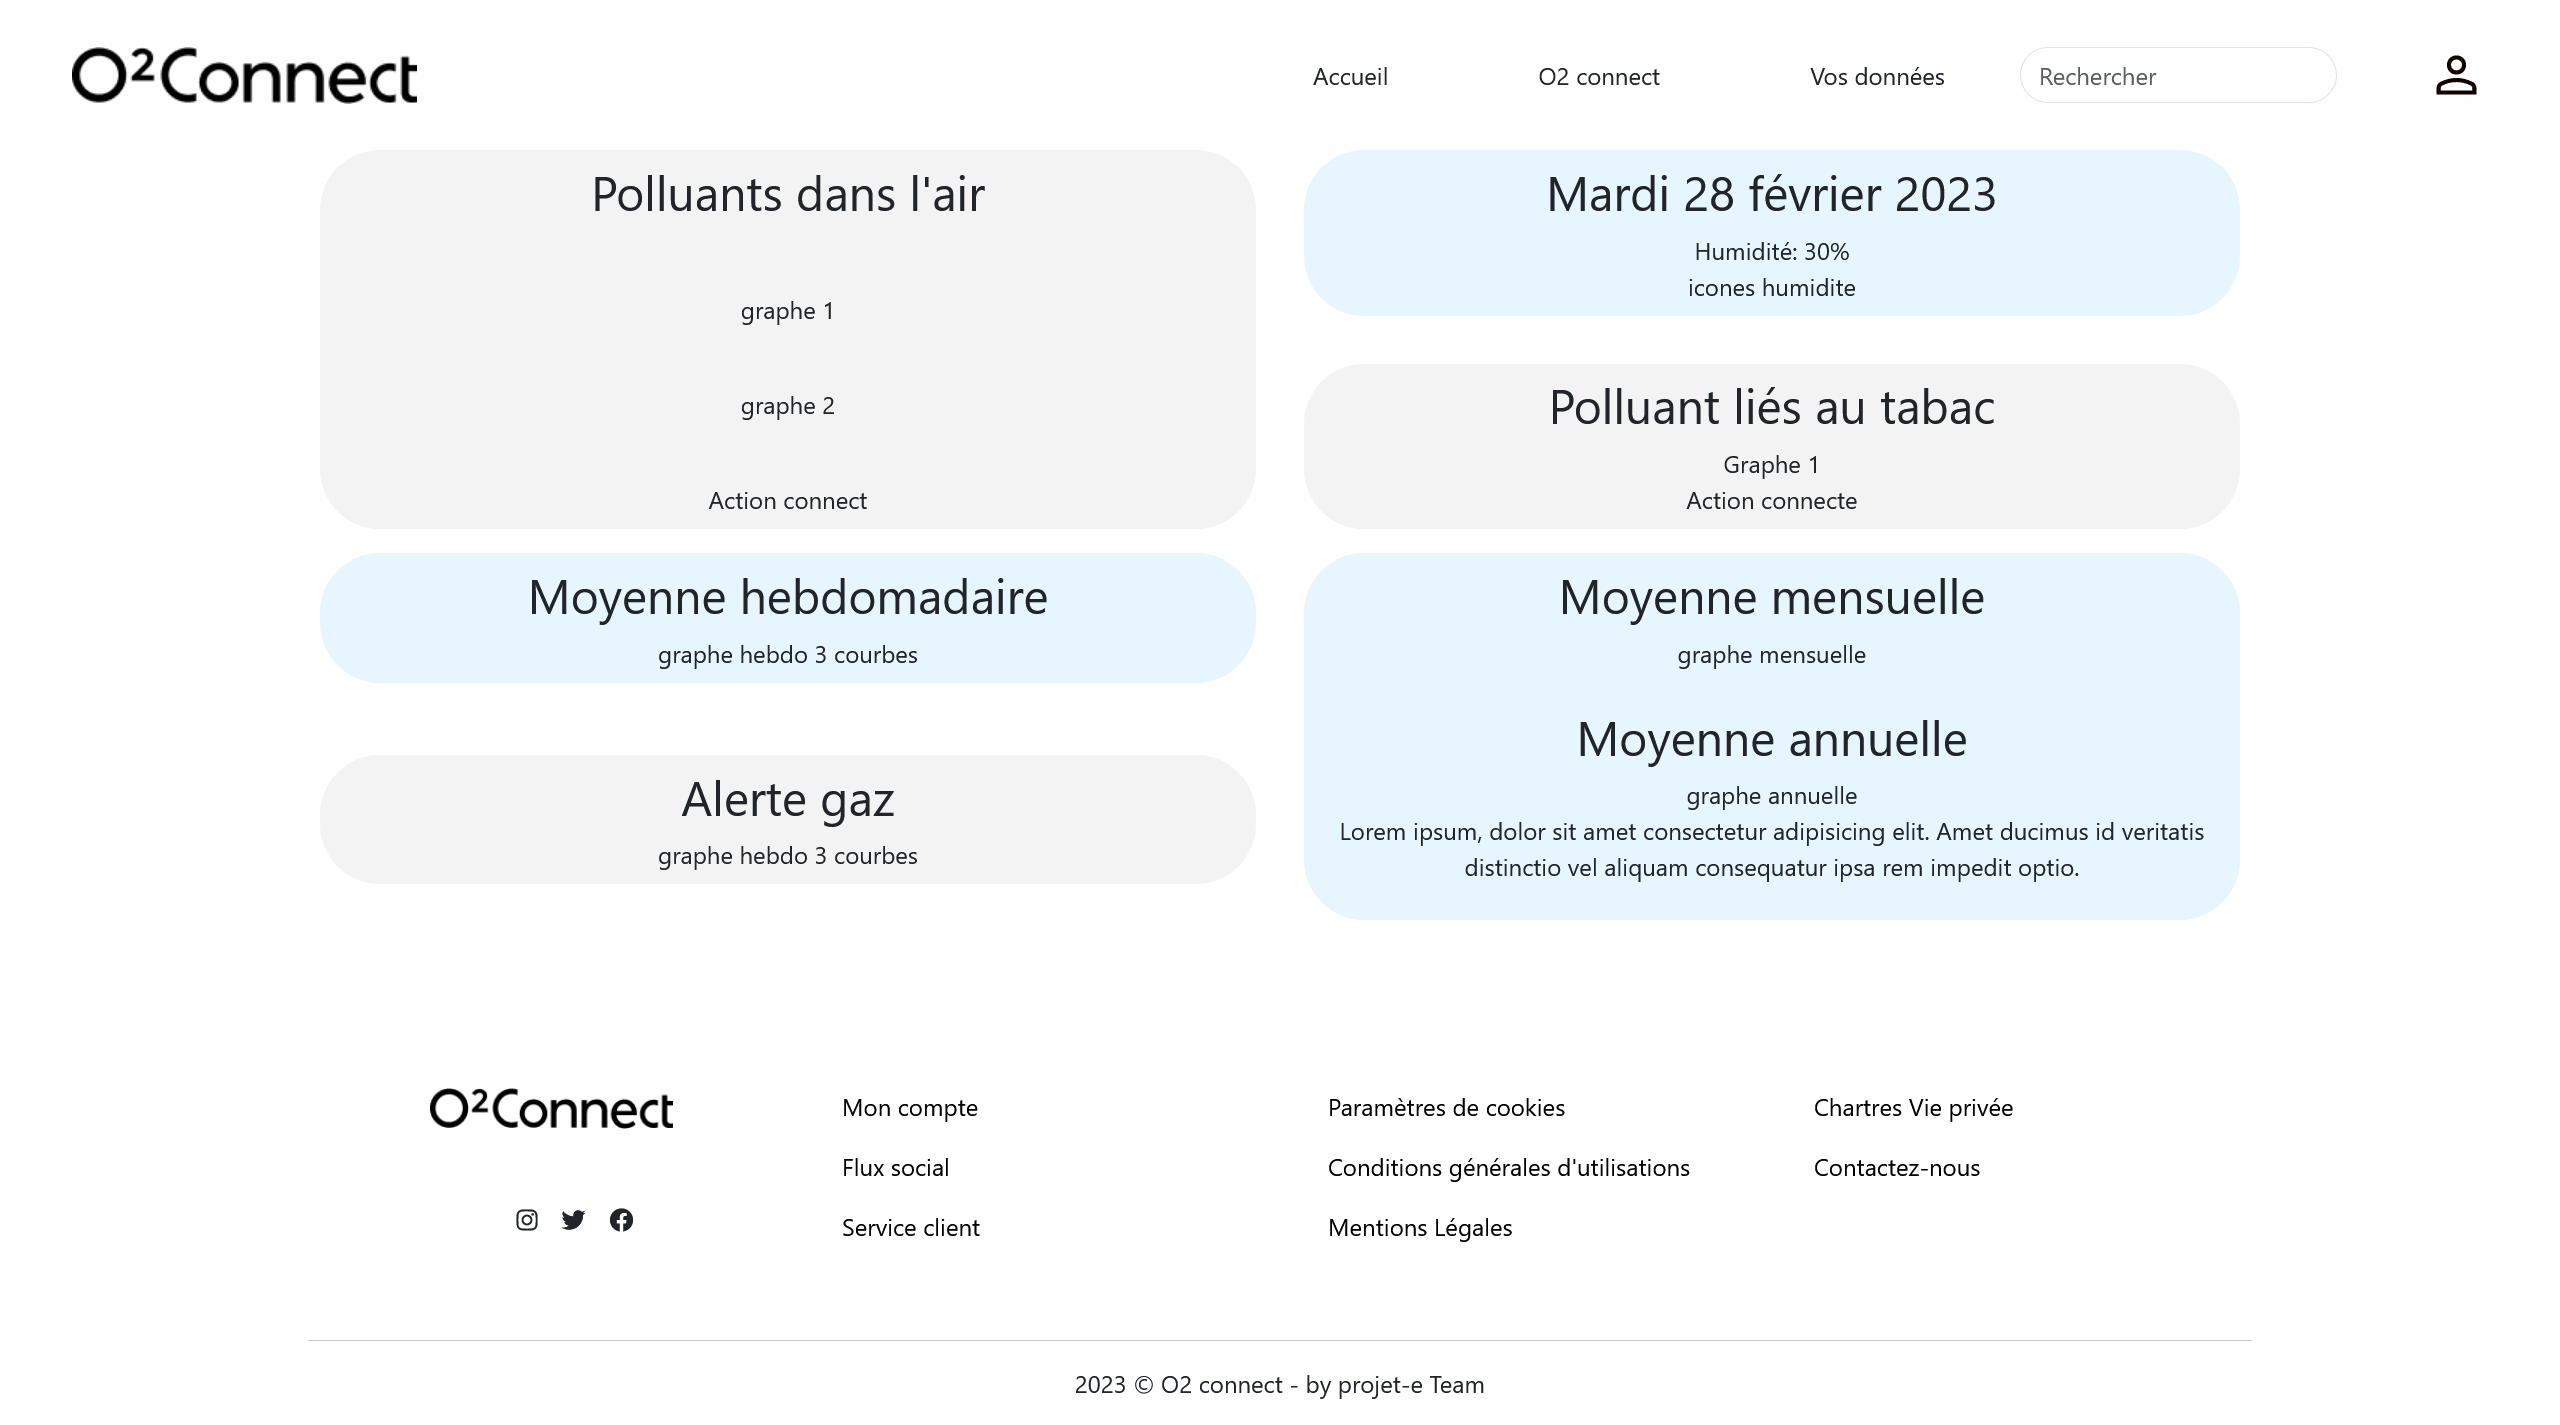 O²Connect
Accueil
O2 connect
Vos données
Rechercher
Polluants dans l'air
graphe 1
graphe 2
Action connect
Mardi 28 février 2023
Humidité: 30%
icones humidite
Polluant liés au tabac
Graphe 1
Action connecte
Moyenne hebdomadaire
graphe hebdo 3 courbes
Alerte gaz
graphe hebdo 3 courbes
Moyenne mensuelle
graphe mensuelle
Moyenne annuelle
graphe annuelle
Lorem ipsum, dolor sit amet consectetur adipisicing elit. Amet ducimus id veritatis
distinctio vel aliquam consequatur ipsa rem impedit optio.
O²Connect
Mon compte
Flux social
Service client
Paramètres de cookies
Conditions générales d'utilisations
Mentions Légales
Chartres Vie privée
Contactez-nous
2023 © O2 connect - by projet-e Team